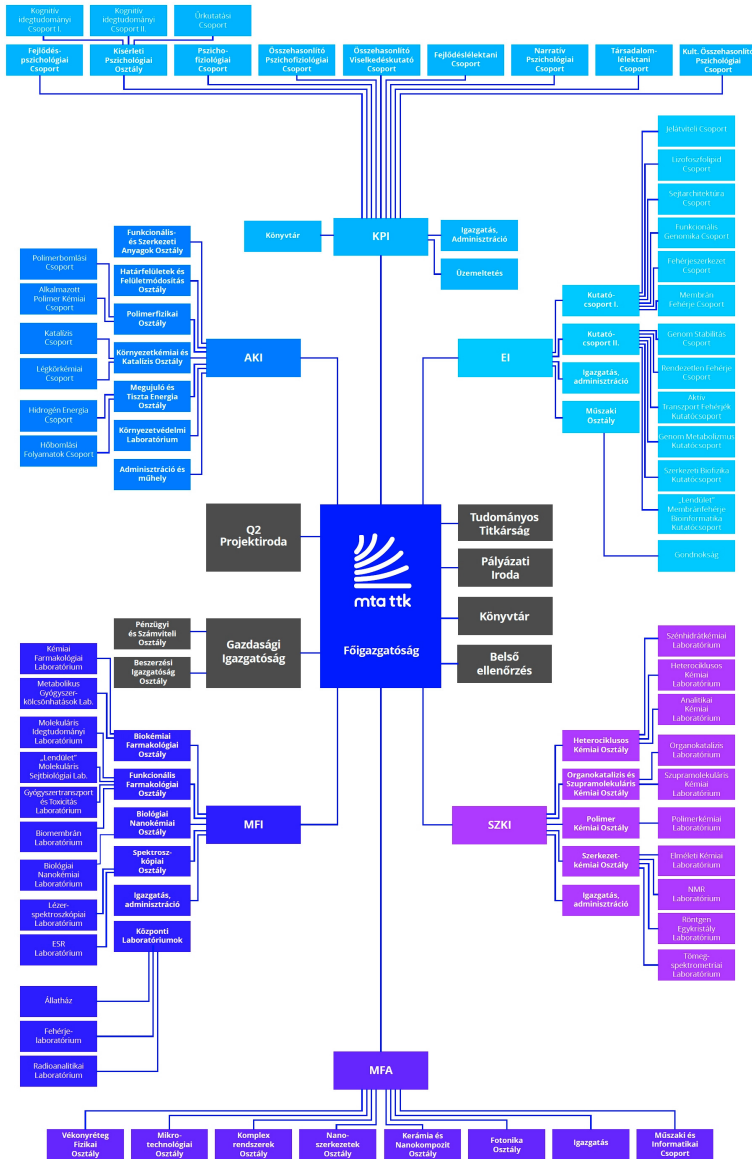 Kognitív
idegtudományi
Csoport I.
Kognitív
idegtudományi
Csoport II.
Űrkutatási
Csoport
Fejlődés-
pszichológiai
Csoport
Kísérleti
Pszichológiai
Osztály
Pszicho-
fiziológiai
Csoport
Összehasonlító
Pszichofiziológiai
Csoport
Összehasonlító
Viselkedéskutató
Csoport
Fejlődéslélektani
Csoport
Narratív
Pszichológiai
Csoport
Társadalom-
lélektani
Csoport
Kult. Összehasonlító
Pszichológiai
Csoport
Könyvtár
KPI
Igazgatás,
Adminisztráció
Üzemeltetés
Funkcionális-
és Szerkezeti
Anyagok Osztály
Határfelületek és
Felületmódosítás
Osztály
Polimerfizikai
Osztály
Környezetkémiai és
Katalízis Osztály
Megujuló és
Tiszta Energia
Osztály
Környezetvédelmi
Laboratórium
Adminisztráció és
műhely
Polimerbomlási
Csoport
Alkalmazott
Polimer Kémiai
Csoport
Katalízis
Csoport
Légkörkémiai
Csoport
Hidrogén Energia
Csoport
Hőbomlási
Folyamatok Csoport
AKI
EI
Kutató-
csoport I.
Kutató-
csoport II.
Igazgatás,
adminisztráció
Műszaki
Osztály
Jelátviteli Csoport
Lizofoszfolipid
Csoport
Sejtarchitektúra
Csoport
Funkcionális
Genomika Csoport
Fehérjeszerkezet
Csoport
Membrán
Fehérje Csoport
Genom Stabilitás
Csoport
Rendezetlen Fehérje
Csoport
Aktív
Transzport Fehérjék
Kutatócsoport
Genom Metabolizmus
Kutatócsoport
Szerkezeti Biofizika
Kutatócsoport
„Lendület”
Membránfehérje
Bioinformatika
Kutatócsoport
Gondnokság
Q2
Projektiroda
mta ttk
Főigazgatóság
Tudományos
Titkárság
Pályázati
Iroda
Könyvtár
Belső
ellenőrzés
Pénzügyi
és Számviteli
Osztály
Beszerzési
Igazgatóság
Osztály
Gazdasági
Igazgatóság
Kémiai
Farmakológiai
Laboratórium
Metabolikus
Gyógyszer-
kölcsönhatások Lab.
Molekuláris
Idegtudományi
Laboratórium
„Lendület”
Molekuláris
Sejtbiológiai Lab.
Gyógyszertranszport
és Toxicitás
Laboratórium
Biomembrán
Laboratórium
Biológiai
Nanokémiai
Laboratórium
Lézer-
spektroszkópiai
Laboratórium
ESR
Laboratórium
Állatház
Fehérje-
laboratórium
Radioanalitikai
Laboratórium
Biokémiai
Farmakológiai
Osztály
Funkcionális
Farmakológiai
Osztály
Biológiai
Nanokémiai
Osztály
Spektrosz-
kópiai
Osztály
Igazgatás,
adminisztráció
Központi
Laboratóriumok
MFI
SZKI
Heterociklusos
Kémiai Osztály
Organokatalízis és
Szupramolekuláris
Kémiai Osztály
Polimer
Kémiai Osztály
Szerkezet-
kémiai Osztály
Igazgatás,
adminisztráció
Szénhidrátkémiai
Laboratórium
Heterociklusos
Kémiai
Laboratórium
Analitikai
Kémiai
Laboratórium
Organokatalízis
Laboratórium
Szupramolekuláris
Kémiai
Laboratórium
Polimerkémiai
Laboratórium
Elméleti Kémiai
Laboratórium
NMR
Laboratórium
Röntgen
Egykristály
Laboratórium
Tömeg-
spektrometriai
Laboratórium
MFA
Vékonyréteg
Fizikai
Osztály
Mikro-
technológiai
Osztály
Komplex
rendszerek
Osztály
Nano-
szerkezetek
Osztály
Kerámia és
Nanokompozit
Osztály
Fotonika
Osztály
Igazgatás
Műszaki és
Informatikai
Csoport